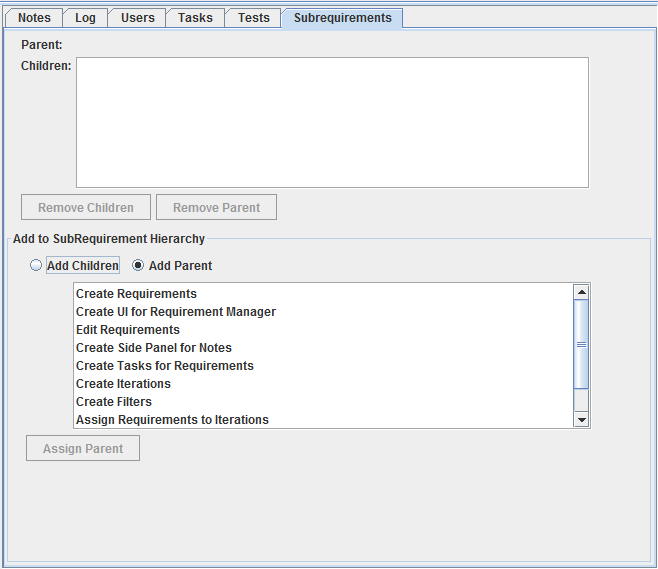 Notes Log Users Tasks Tests Subrequirements
Parent:
Children:
Remove Children Remove Parent
Add to SubRequirement Hierarchy
Add Children Add Parent
Create Requirements
Create UI for Requirement Manager
Edit Requirements
Create Side Panel for Notes
Create Tasks for Requirements
Create Iterations
Create Filters
Assign Requirements to Iterations
Assign Parent